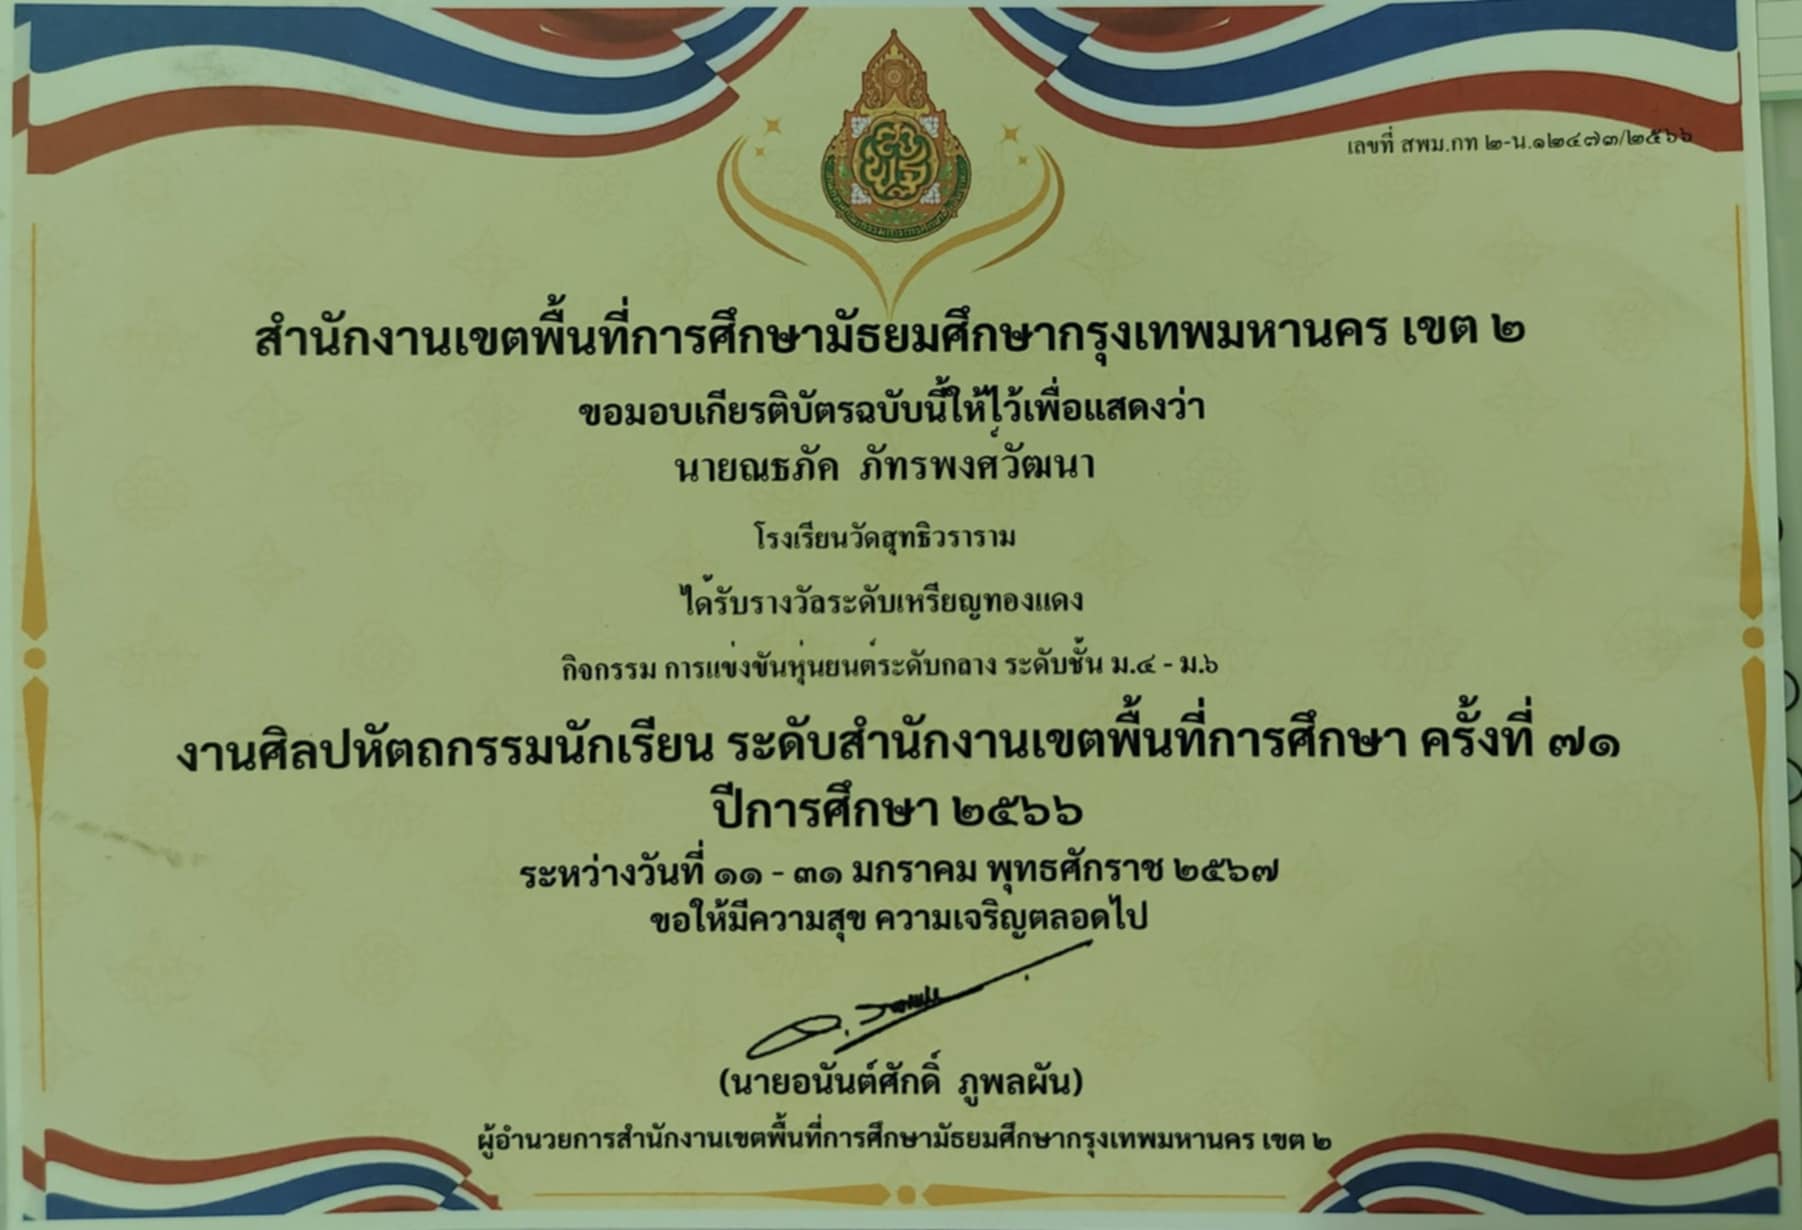 เลขที่ สพม.กท ๒-น.๑๒๔๗๓/๒๕๖๖
สำนักงานเขตพื้นที่การศึกษามัธยมศึกษากรุงเทพมหานคร เขต ๒
ขอมอบเกียรติบัตรฉบับนี้ให้ไว้เพื่อแสดงว่า
นายณธภัค ภัทรพงศ์วัฒนา
โรงเรียนวัดสุทธิวราราม
ได้รับรางวัลระดับเหรียญทองแดง
กิจกรรม การแข่งขันหุ่นยนต์ระดับกลาง ระดับชั้น ม.๔ - ม.๖
งานศิลปหัตถกรรมนักเรียน ระดับสำนักงานเขตพื้นที่การศึกษา ครั้งที่ ๗๑
ปีการศึกษา ๒๕๖๖
ระหว่างวันที่ ๑๑ - ๓๑ มกราคม พุทธศักราช ๒๕๖๗
ขอให้มีความสุข ความเจริญตลอดไป
(นายอนันต์ศักดิ์ ภูพลผัน)
ผู้อำนวยการสำนักงานเขตพื้นที่การศึกษามัธยมศึกษากรุงเทพมหานคร เขต ๒